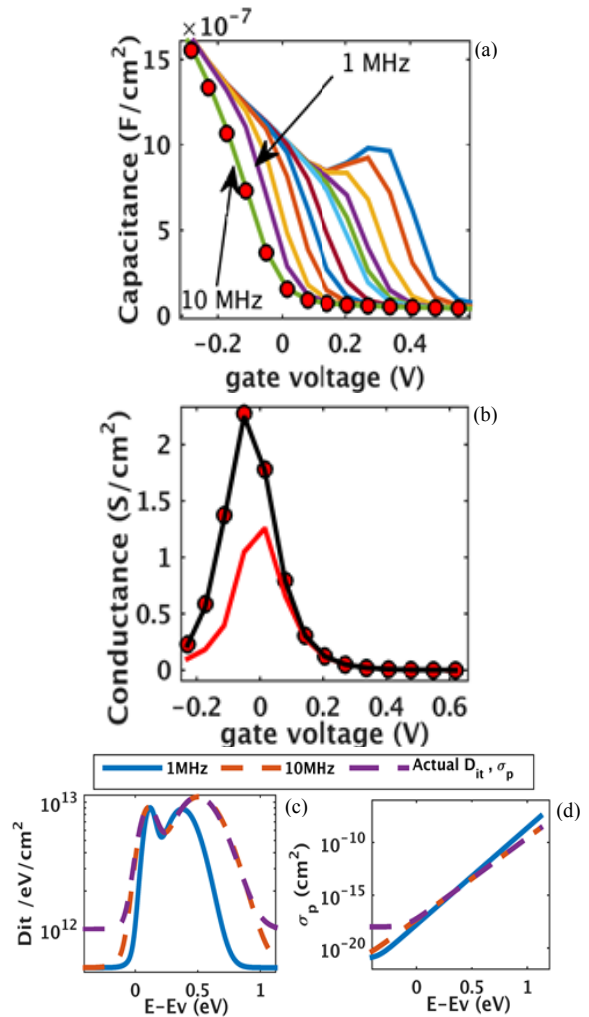 ×10⁻⁷
(a)
15
10
5
0
Capacitance (F/cm²)
1 MHz
10 MHz
−0.2 0 0.2 0.4
gate voltage (V)
(b)
2
1.5
1
0.5
0
Conductance (S/cm²)
-0.2 0 0.2 0.4 0.6
gate voltage (V)
1MHz 10MHz Actual D_it , σ_p
(c)
10¹³
10¹²
Dit /eV/cm²
0 0.5 1
E−Ev (eV)
(d)
10⁻¹⁰
10⁻¹⁵
10⁻²⁰
σ_p (cm²)
0 0.5 1
E−Ev (eV)